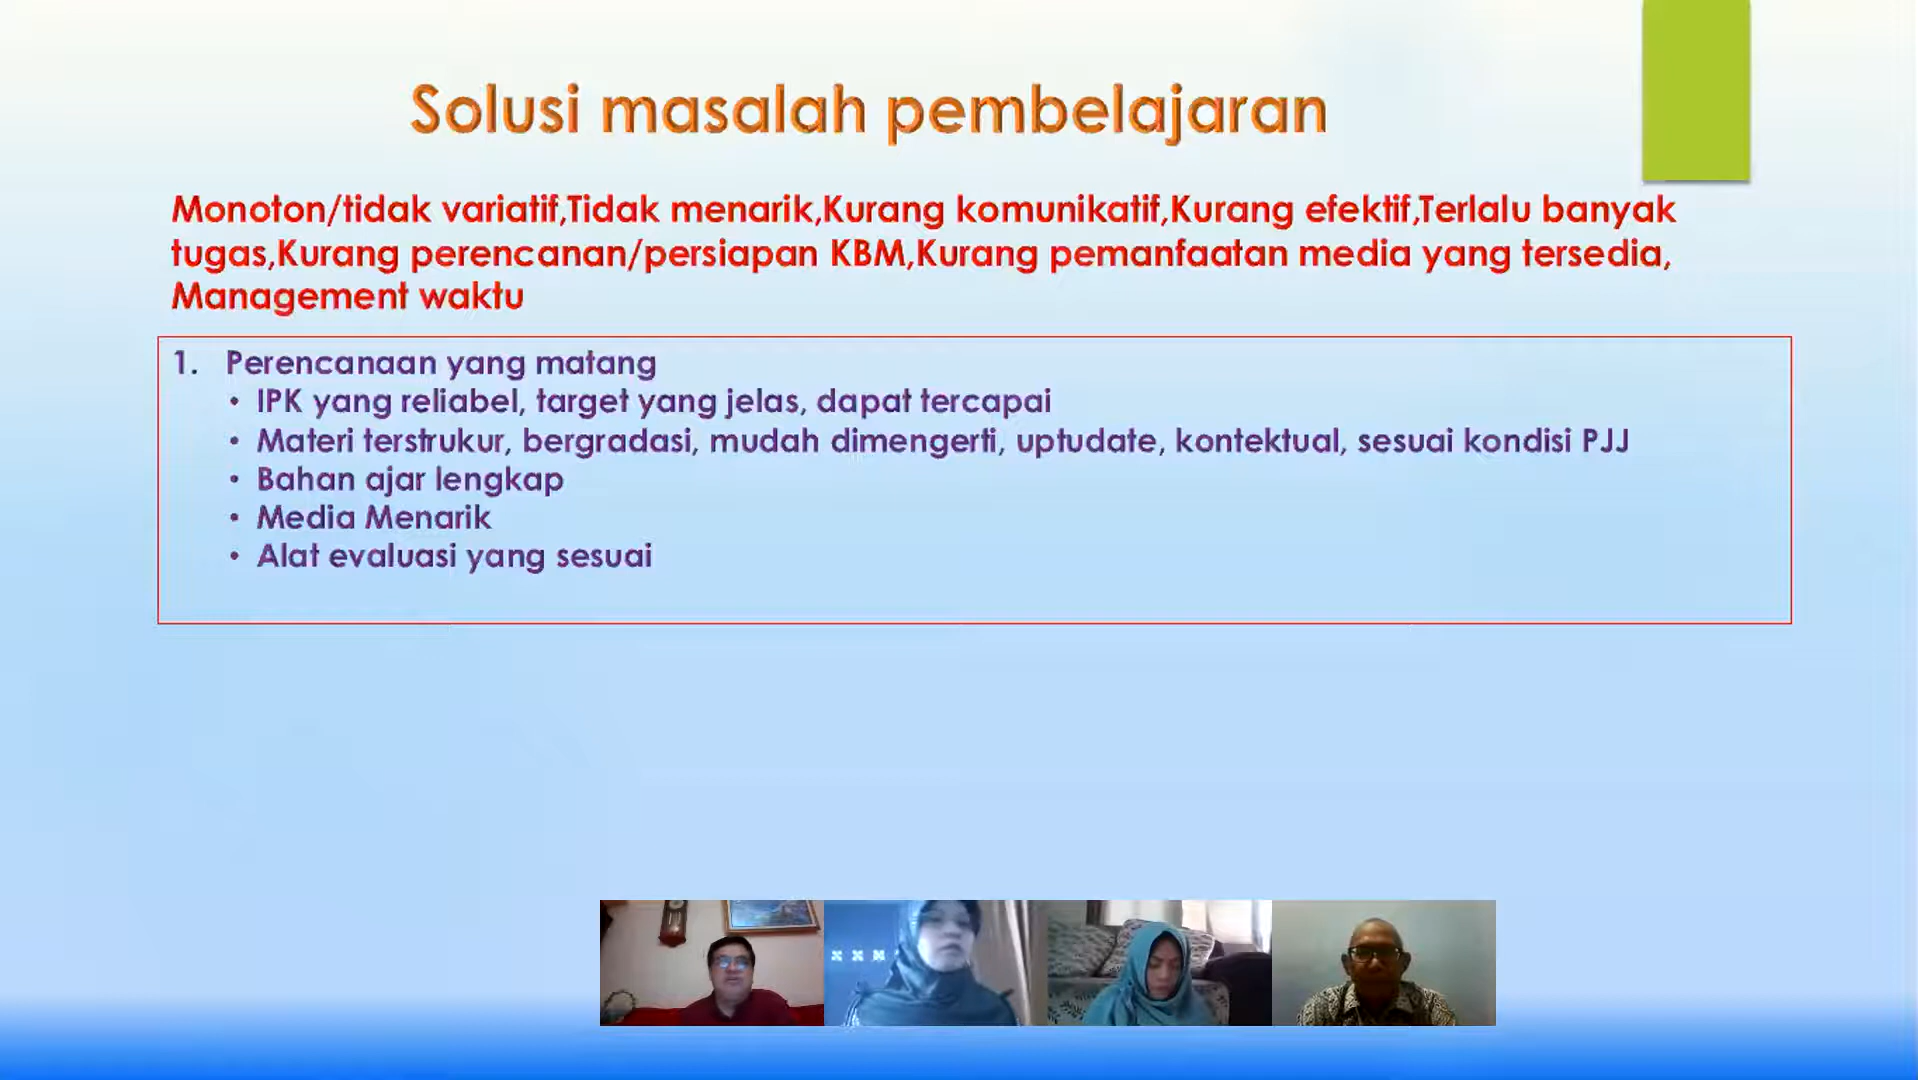 Solusi masalah pembelajaran
Monoton/tidak variatif,Tidak menarik,Kurang komunikatif,Kurang efektif,Terlalu banyak
tugas,Kurang perencanan/persiapan KBM,Kurang pemanfaatan media yang tersedia,
Management waktu
1. Perencanaan yang matang
• IPK yang reliabel, target yang jelas, dapat tercapai
• Materi terstrukur, bergradasi, mudah dimengerti, uptudate, kontektual, sesuai kondisi PJJ
• Bahan ajar lengkap
• Media Menarik
• Alat evaluasi yang sesuai